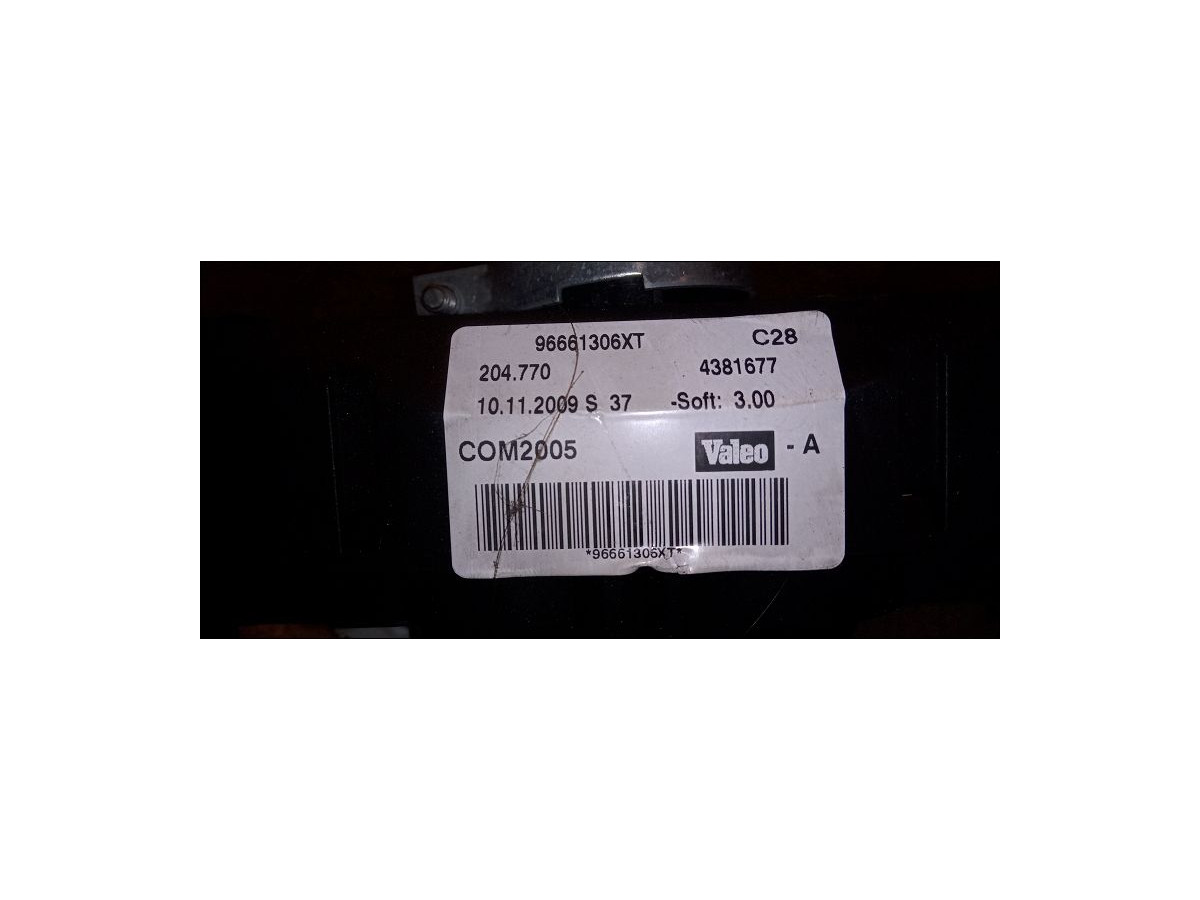 96661306XT C28
204.770 4381677
10.11.2009 S 37 -Soft: 3.00
COM2005 Valeo - A
*96661306XT*